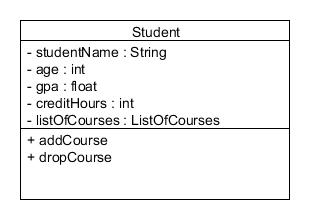 Student
- studentName : String
- age : int
- gpa : float
- creditHours : int
- listOfCourses : ListOfCourses
+ addCourse
+ dropCourse